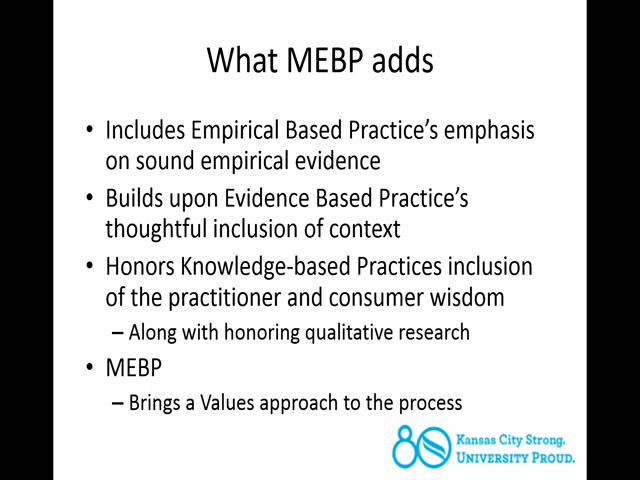 What MEBP adds
• Includes Empirical Based Practice's emphasis
on sound empirical evidence
• Builds upon Evidence Based Practice's
thoughtful inclusion of context
• Honors Knowledge-based Practices inclusion
of the practitioner and consumer wisdom
– Along with honoring qualitative research
• MEBP
– Brings a Values approach to the process
80 Kansas City Strong.
UNIVERSITY PROUD.